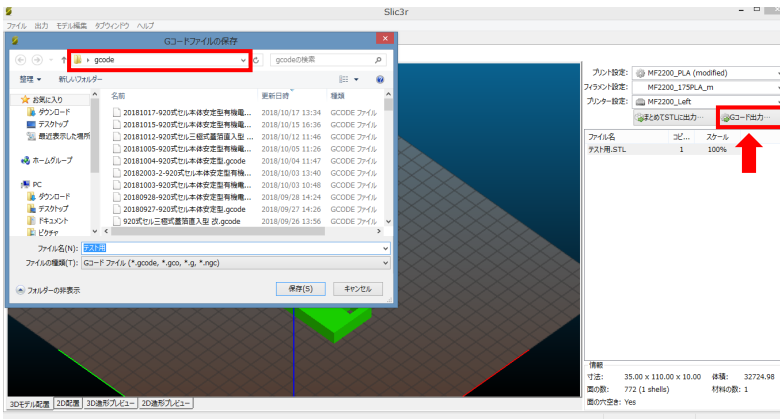 Slic3r
ファイル 出力 モデル編集 タブウィンドウ ヘルプ
Gコードファイルの保存
gcode
gcodeの検索
整理 新しいフォルダー
お気に入り
ダウンロード
デスクトップ
最近表示した場所
ホームグループ
PC
ダウンロード
デスクトップ
ドキュメント
ピクチャ
名前 更新日時 種類
20181017-920式セル本体安定型有機電... 2018/10/17 13:34 GCODE ファイル
20181015-920式セル本体安定型有機電... 2018/10/15 16:36 GCODE ファイル
20181012-920式セル三極式蓋箔直入型 ... 2018/10/12 11:46 GCODE ファイル
20181005-920式セル本体安定型有機電... 2018/10/05 11:26 GCODE ファイル
20181004-920式セル本体安定型.gcode 2018/10/04 11:47 GCODE ファイル
20182003-2-920式セル本体安定型有機... 2018/10/03 13:40 GCODE ファイル
20181003-920式セル本体安定型有機電... 2018/10/03 10:48 GCODE ファイル
20180928-920式セル本体安定型有機電... 2018/09/28 14:24 GCODE ファイル
20180927-920式セル本体安定型.gcode 2018/09/27 14:26 GCODE ファイル
920式セル三極式蓋箔直入型 改.gcode 2018/09/26 13:56 GCODE ファイル
ファイル名(N): テスト用
ファイルの種類(T): Gコード ファイル (*.gcode, *.gco, *.g, *.ngc)
フォルダーの非表示
保存(S) キャンセル
プリント設定: MF2200_PLA (modified)
フィラメント設定: MF2200_175PLA_m
プリンター設定: MF2200_Left
まとめてSTLに出力… Gコード出力…
ファイル名 コピ... スケール
テスト用.STL 1 100%
情報
寸法: 35.00 x 110.00 x 10.00 体積: 32724.98
面の数: 772 (1 shells) 材料の数: 1
面の穴空き: Yes
3Dモデル配置 2D配置 3D造形プレビュー 2D造形プレビュー